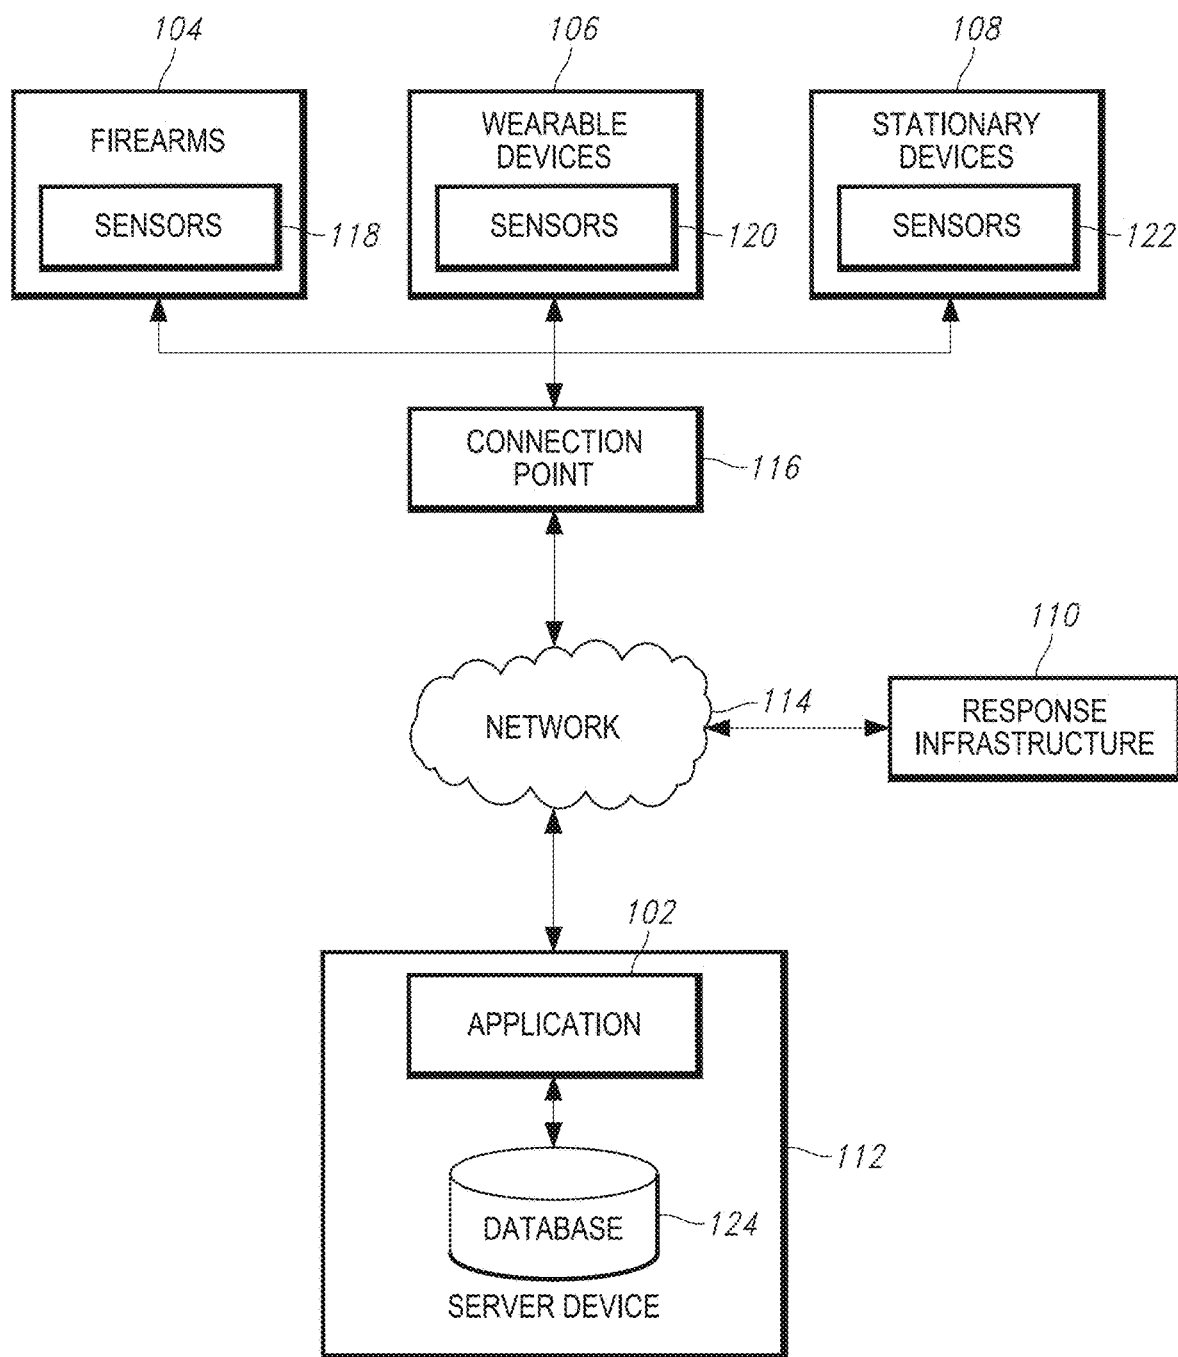 104
106
108
FIREARMS
SENSORS
118
WEARABLE
DEVICES
SENSORS
120
STATIONARY
DEVICES
SENSORS
122
CONNECTION
POINT
116
110
114
NETWORK
RESPONSE
INFRASTRUCTURE
102
APPLICATION
112
DATABASE
124
SERVER DEVICE